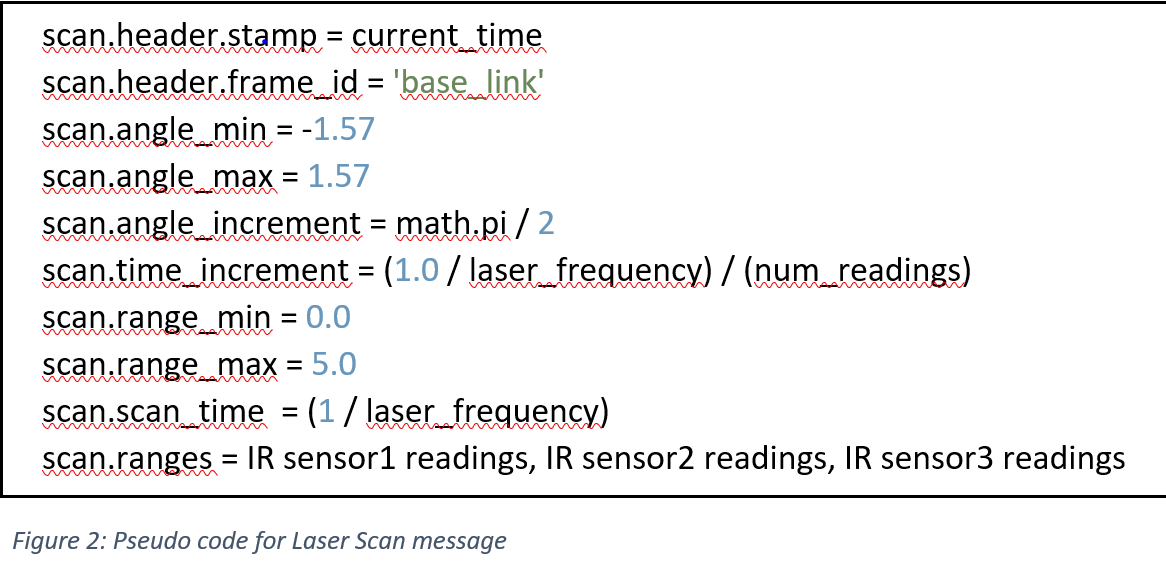 scan.header.stamp = current_time
scan.header.frame_id = 'base_link'
scan.angle_min = -1.57
scan.angle_max = 1.57
scan.angle_increment = math.pi / 2
scan.time_increment = (1.0 / laser_frequency) / (num_readings)
scan.range_min = 0.0
scan.range_max = 5.0
scan.scan_time  = (1 / laser_frequency)
scan.ranges = IR sensor1 readings, IR sensor2 readings, IR sensor3 readings
Figure 2: Pseudo code for Laser Scan message